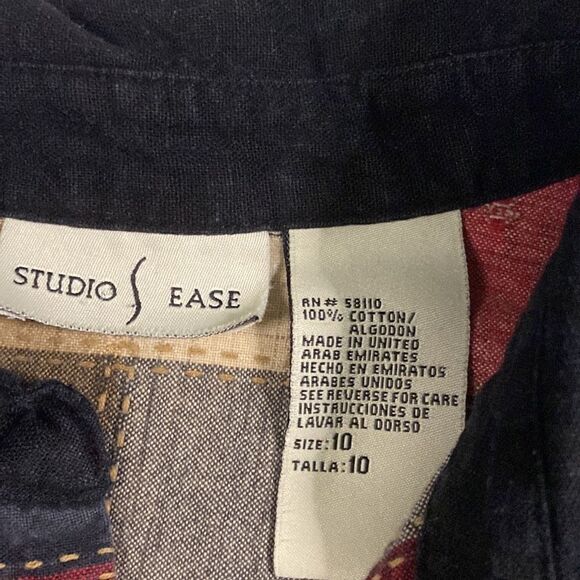 STUDIO S EASE
RN# 58110
100% COTTON/
ALGODON
MADE IN UNITED
ARAB EMIRATES
HECHO EN EMIRATOS
ARABES UNIDOS
SEE REVERSE FOR CARE
INSTRUCCIONES DE
LAVAR AL DORSO
SIZE: 10
TALLA: 10